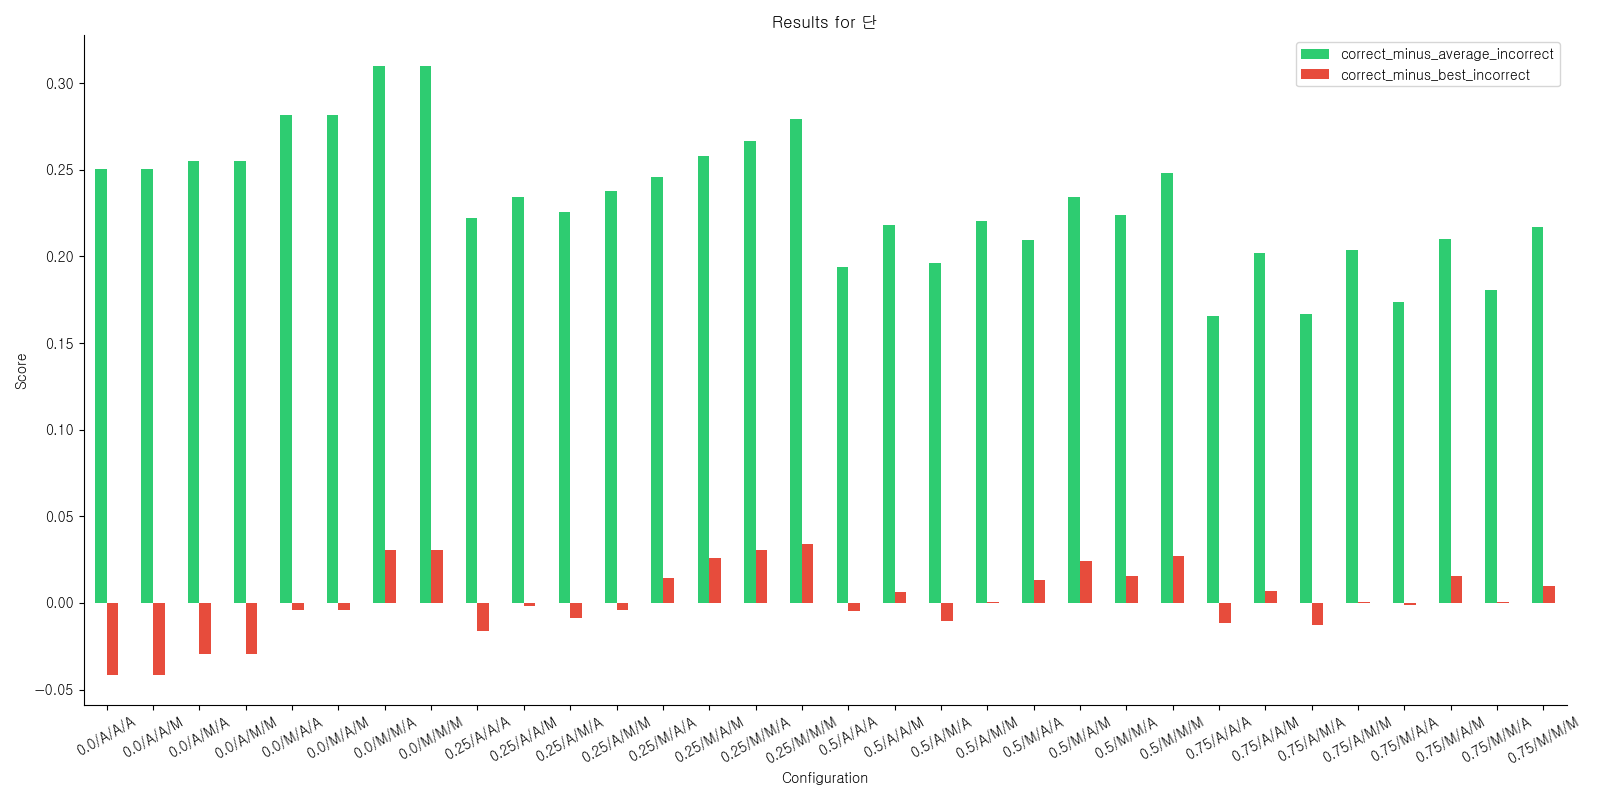 Results for 단
correct_minus_average_incorrect
correct_minus_best_incorrect
Score
0.30
0.25
0.20
0.15
0.10
0.05
0.00
−0.05
0.0/A/A/A
0.0/A/A/M
0.0/A/M/A
0.0/A/M/M
0.0/M/A/A
0.0/M/A/M
0.0/M/M/A
0.0/M/M/M
0.25/A/A/A
0.25/A/A/M
0.25/A/M/A
0.25/A/M/M
0.25/M/A/A
0.25/M/A/M
0.25/M/M/A
0.25/M/M/M
0.5/A/A/A
0.5/A/A/M
0.5/A/M/A
0.5/A/M/M
0.5/M/A/A
0.5/M/A/M
0.5/M/M/A
0.5/M/M/M
0.75/A/A/A
0.75/A/A/M
0.75/A/M/A
0.75/A/M/M
0.75/M/A/A
0.75/M/A/M
0.75/M/M/A
0.75/M/M/M
Configuration